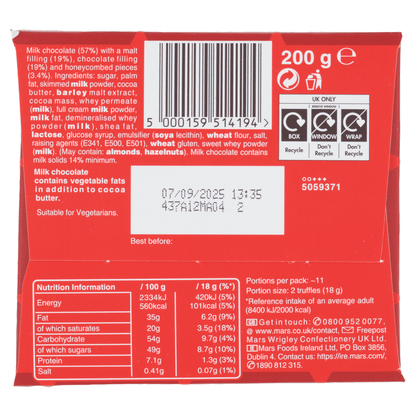 Milk chocolate (57%) with a malt
filling (19%), chocolate filling
(19%) and honeycombed pieces
(3.4%). Ingredients: sugar, palm
fat, skimmed milk powder, cocoa
butter, barley malt extract,
cocoa mass, whey permeate
(milk), full cream milk powder,
milk fat, demineralised whey
powder (milk), shea fat,
lactose, glucose syrup, emulsifier (soya lecithin), wheat flour, salt,
raising agents (E341, E500, E501), wheat gluten, sweet whey powder
(milk). (May contain: almonds, hazelnuts). Milk chocolate contains
milk solids 14% minimum.
5 000159 514194 >
200 g e
UK ONLY
BOX
WINDOW
WRAP
Recycle
Don't
Recycle
Don't
Recycle
Milk chocolate
contains vegetable fats
in addition to cocoa
butter.
Suitable for Vegetarians.
07/09/2025 13:35
437A12MA04 2
5059371
Best before:
Nutrition Information / 100 g / 18 g (%*)
Energy 2334kJ 420kJ (5%)
560kcal 101kcal (5%)
Fat 35g 6.2g (9%)
of which saturates 20g 3.5g (18%)
Carbohydrate 54g 9.7g (4%)
of which sugars 49g 8.7g (10%)
Protein 7.1g 1.3g (3%)
Salt 0.41g 0.07g (1%)
Portions per pack: ~11
Portion size: 2 truffles (18 g)
*Reference intake of an average adult
(8400 kJ/2000 kcal)
GB Get in touch: 0800 952 0077,
www.mars.co.uk/contact, Freepost
Mars Wrigley Confectionery UK Ltd.
IE Mars Foods Ireland Ltd, PO Box 3856,
Dublin 4. Contact us: https://ire.mars.com/,
1890 812 315.